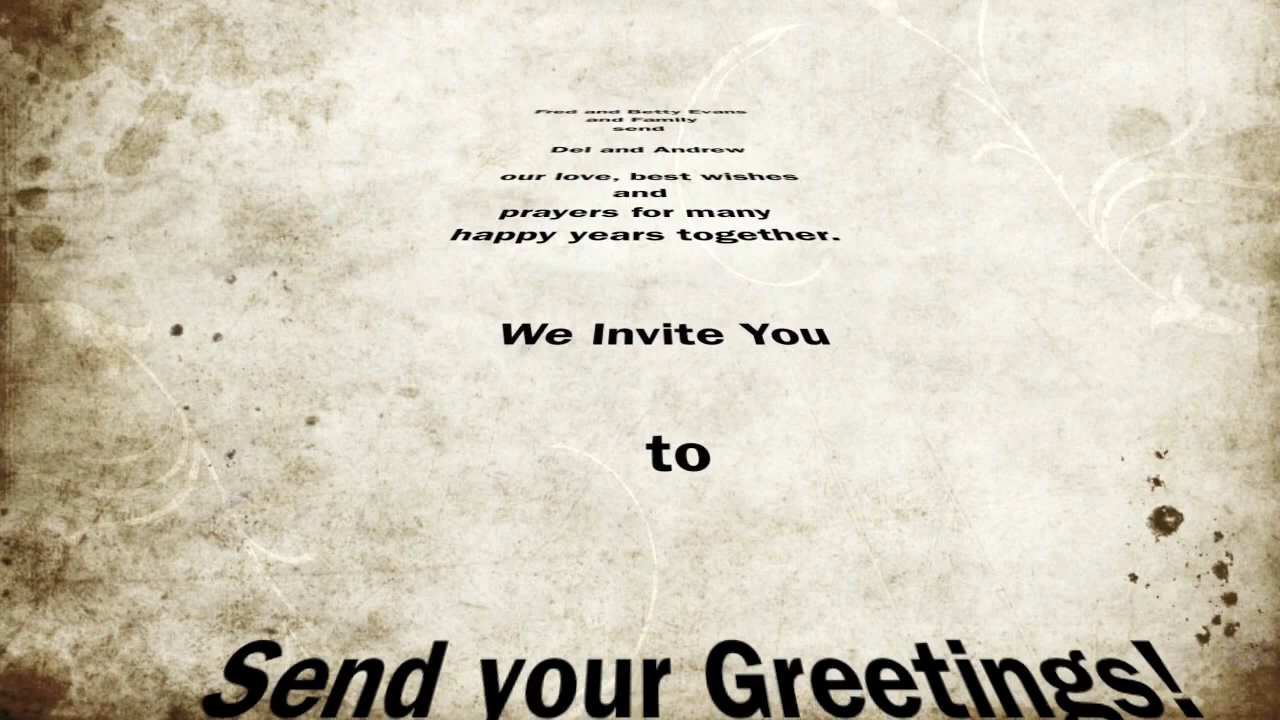 Fred and Betty Evans
and Family
send
Del and Andrew
our love, best wishes
and
prayers for many
happy years together.
We Invite You
to
Send your Greetings!